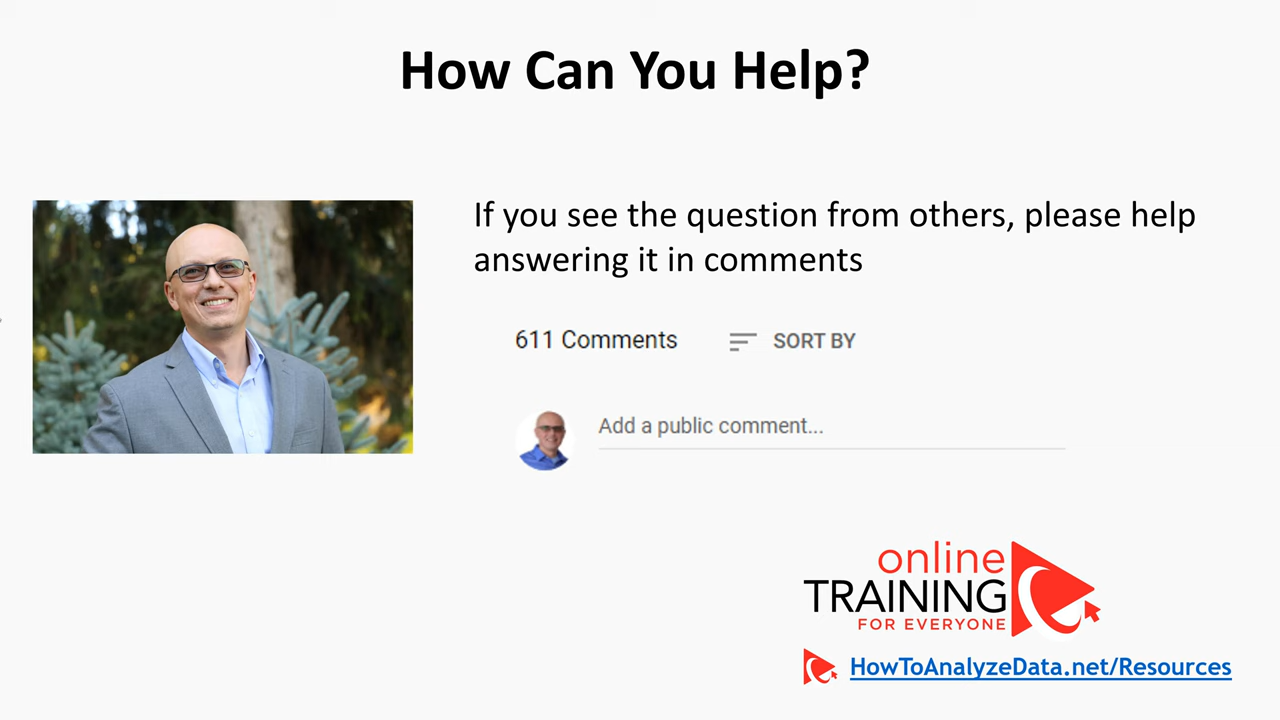 How Can You Help?
If you see the question from others, please help
answering it in comments
611 Comments SORT BY
Add a public comment...
online
TRAINING
FOR EVERYONE
HowToAnalyzeData.net/Resources